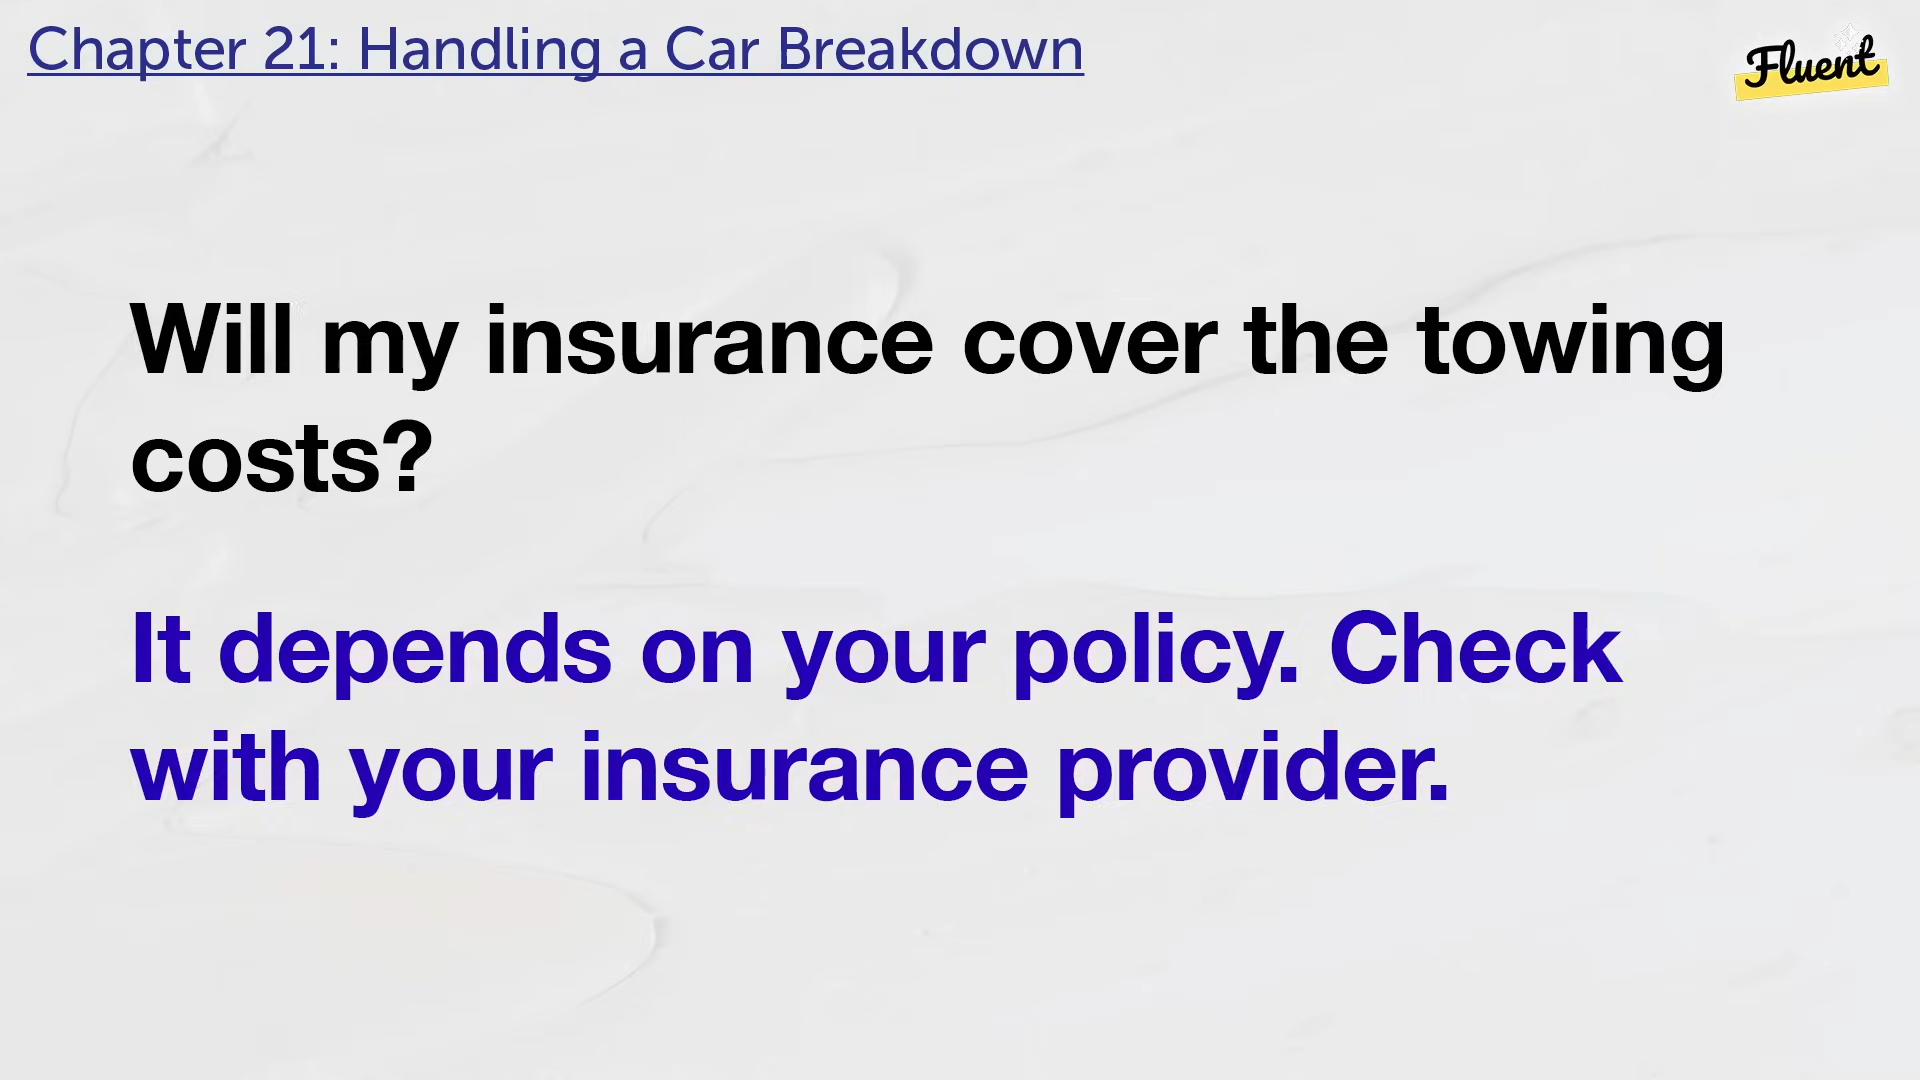 Chapter 21: Handling a Car Breakdown
Fluent
Will my insurance cover the towing
costs?
It depends on your policy. Check
with your insurance provider.